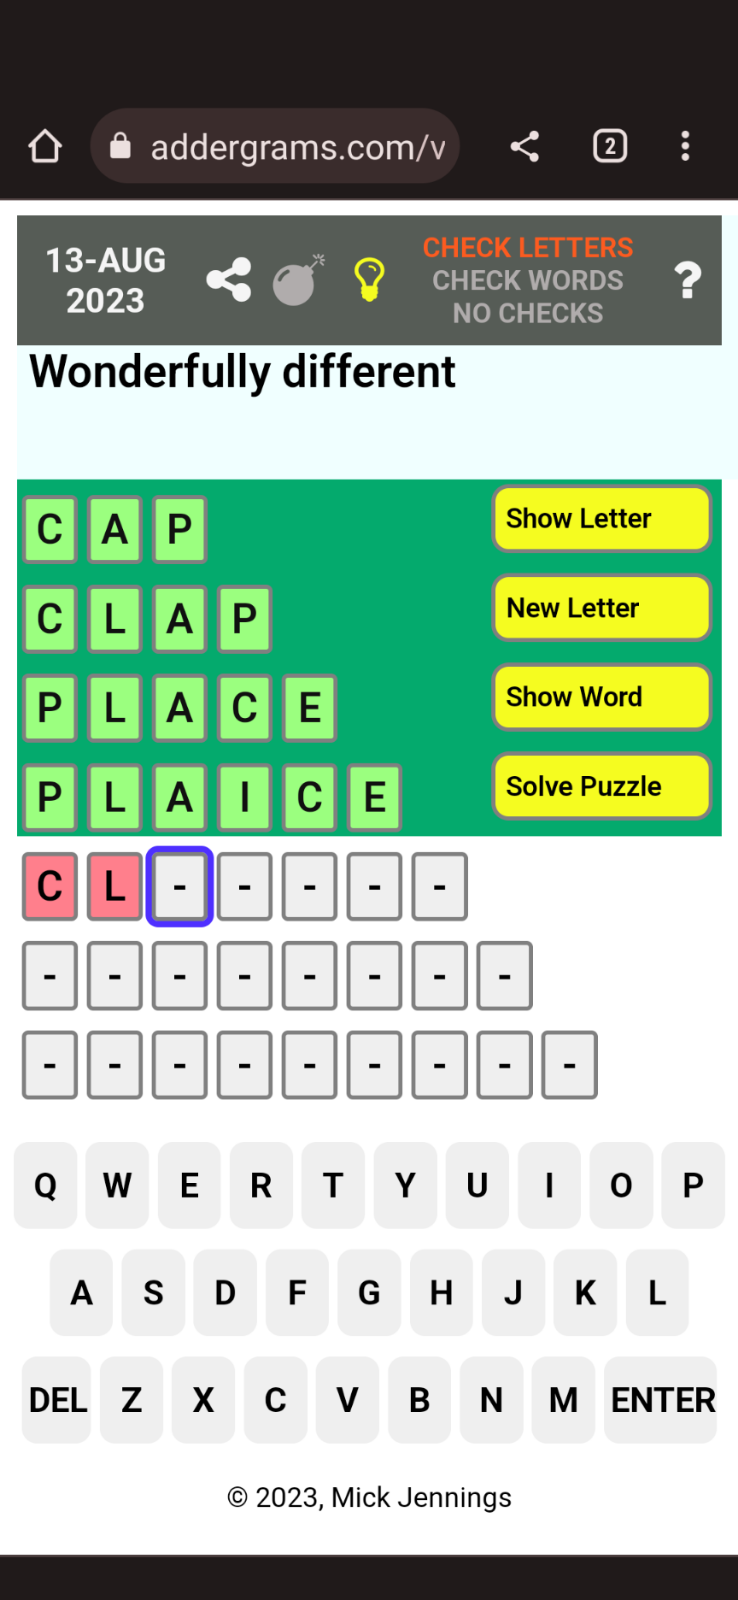 addergrams.com/v
2
13-AUG
2023
CHECK LETTERS
CHECK WORDS
NO CHECKS
?
Wonderfully different
C A P
Show Letter
C L A P
New Letter
P L A C E
Show Word
P L A I C E
Solve Puzzle
C L - - - - -
- - - - - - - -
- - - - - - - - -
Q W E R T Y U I O P
A S D F G H J K L
DEL Z X C V B N M ENTER
© 2023, Mick Jennings